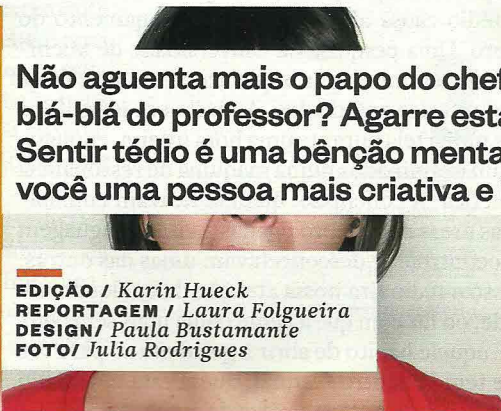 Não aguenta mais o papo do chef
blá-blá do professor? Agarre esta
Sentir tédio é uma bênção menta
você uma pessoa mais criativa e
EDIÇÃO / Karin Hueck
REPORTAGEM / Laura Folgueira
DESIGN/ Paula Bustamante
FOTO/ Julia Rodrigues